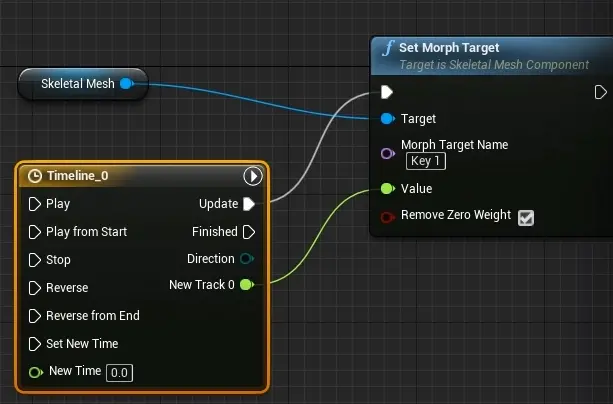 Set Morph Target
Target is Skeletal Mesh Component
Skeletal Mesh
Target
Morph Target Name
Key 1
Value
Remove Zero Weight
Timeline_0
Play Update
Play from Start Finished
Stop Direction
Reverse New Track 0
Reverse from End
Set New Time
New Time 0.0